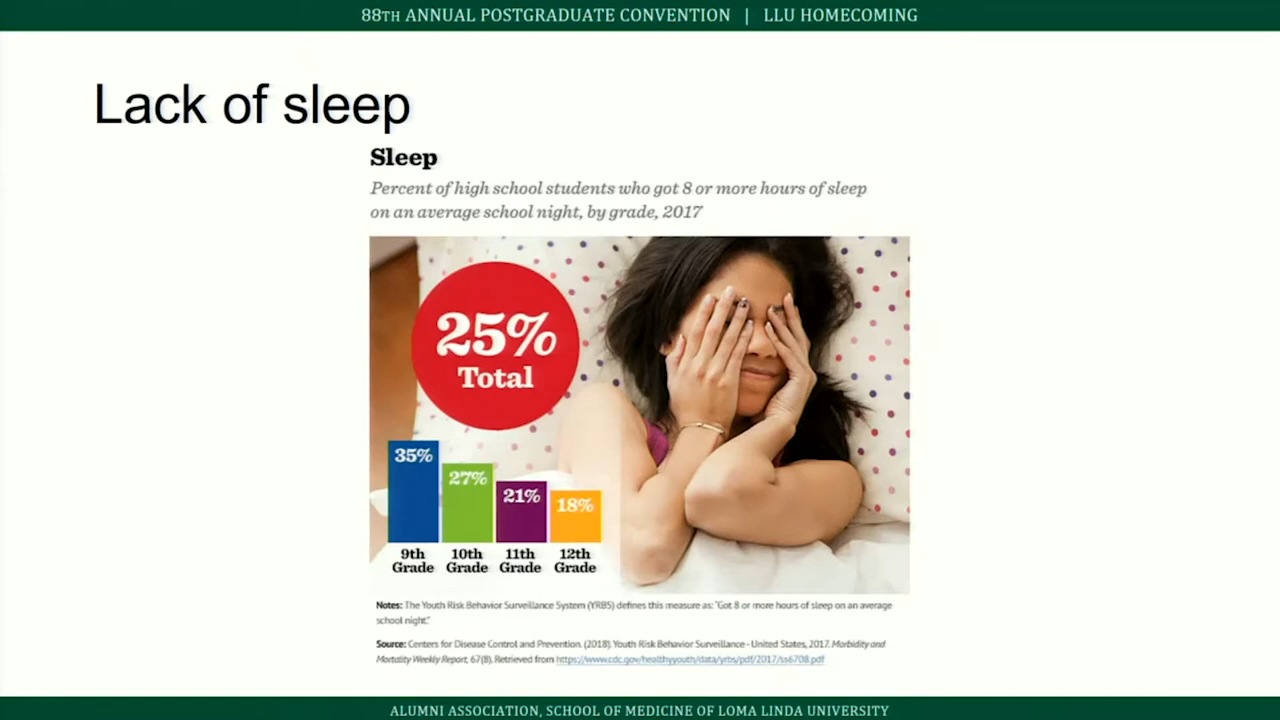 88TH ANNUAL POSTGRADUATE CONVENTION | LLU HOMECOMING
Lack of sleep
Sleep
Percent of high school students who got 8 or more hours of sleep
on an average school night, by grade, 2017
25%
Total
35%
27%
21%
18%
9th
Grade
10th
Grade
11th
Grade
12th
Grade
Notes: The Youth Risk Behavior Surveillance System (YRBS) defines this measure as: "Got 8 or more hours of sleep on an average
school night."
Source: Centers for Disease Control and Prevention. (2018). Youth Risk Behavior Surveillance - United States, 2017. Morbidity and
Mortality Weekly Report, 67(8). Retrieved from https://www.cdc.gov/healthyyouth/data/yrbs/pdf/2017/ss6708.pdf
ALUMNI ASSOCIATION, SCHOOL OF MEDICINE OF LOMA LINDA UNIVERSITY